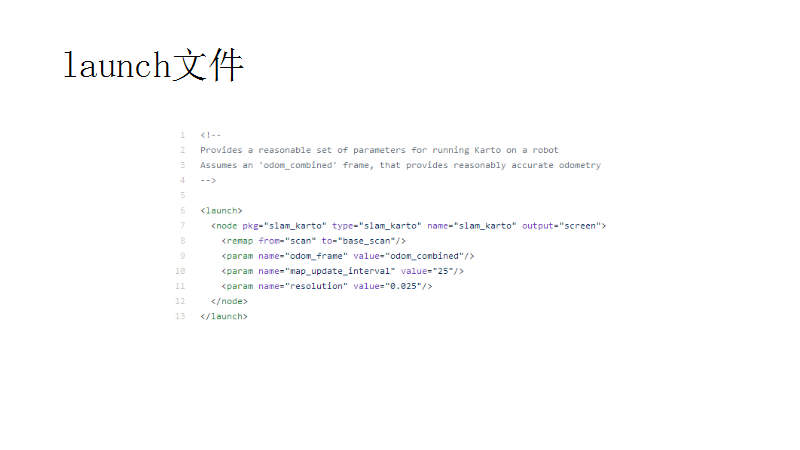 launch文件
1 <!--
2 Provides a reasonable set of parameters for running Karto on a robot
3 Assumes an 'odom_combined' frame, that provides reasonably accurate odometry
4 -->
5
6 <launch>
7 <node pkg="slam_karto" type="slam_karto" name="slam_karto" output="screen">
8 <remap from="scan" to="base_scan"/>
9 <param name="odom_frame" value="odom_combined"/>
10 <param name="map_update_interval" value="25"/>
11 <param name="resolution" value="0.025"/>
12 </node>
13 </launch>